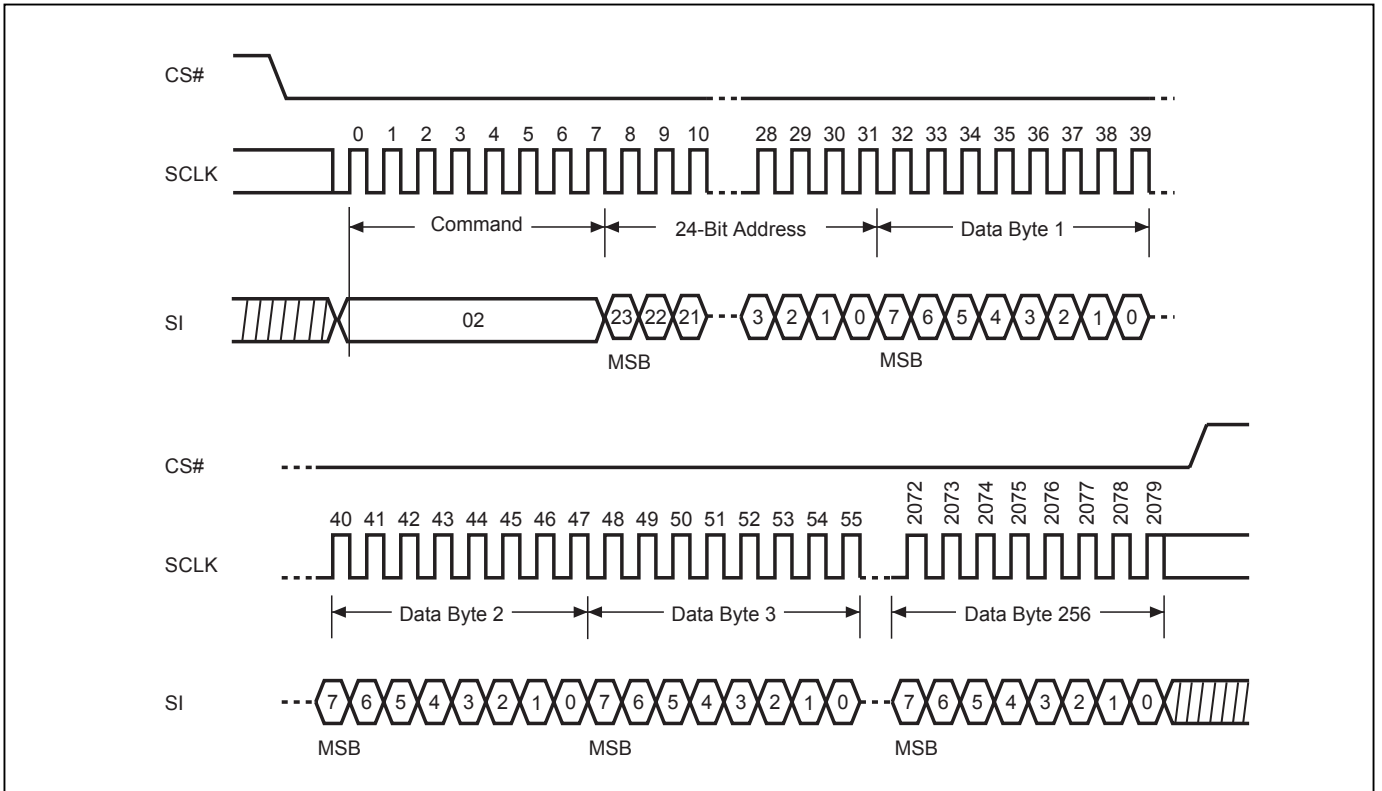 CS#
0 1 2 3 4 5 6 7 8 9 10 28 29 30 31 32 33 34 35 36 37 38 39
SCLK
Command 24-Bit Address Data Byte 1
SI 02 23 22 21 3 2 1 0 7 6 5 4 3 2 1 0
MSB MSB
CS#
2072 2073 2074 2075 2076 2077 2078 2079
40 41 42 43 44 45 46 47 48 49 50 51 52 53 54 55
SCLK
Data Byte 2 Data Byte 3 Data Byte 256
SI 7 6 5 4 3 2 1 0 7 6 5 4 3 2 1 0 7 6 5 4 3 2 1 0
MSB MSB MSB